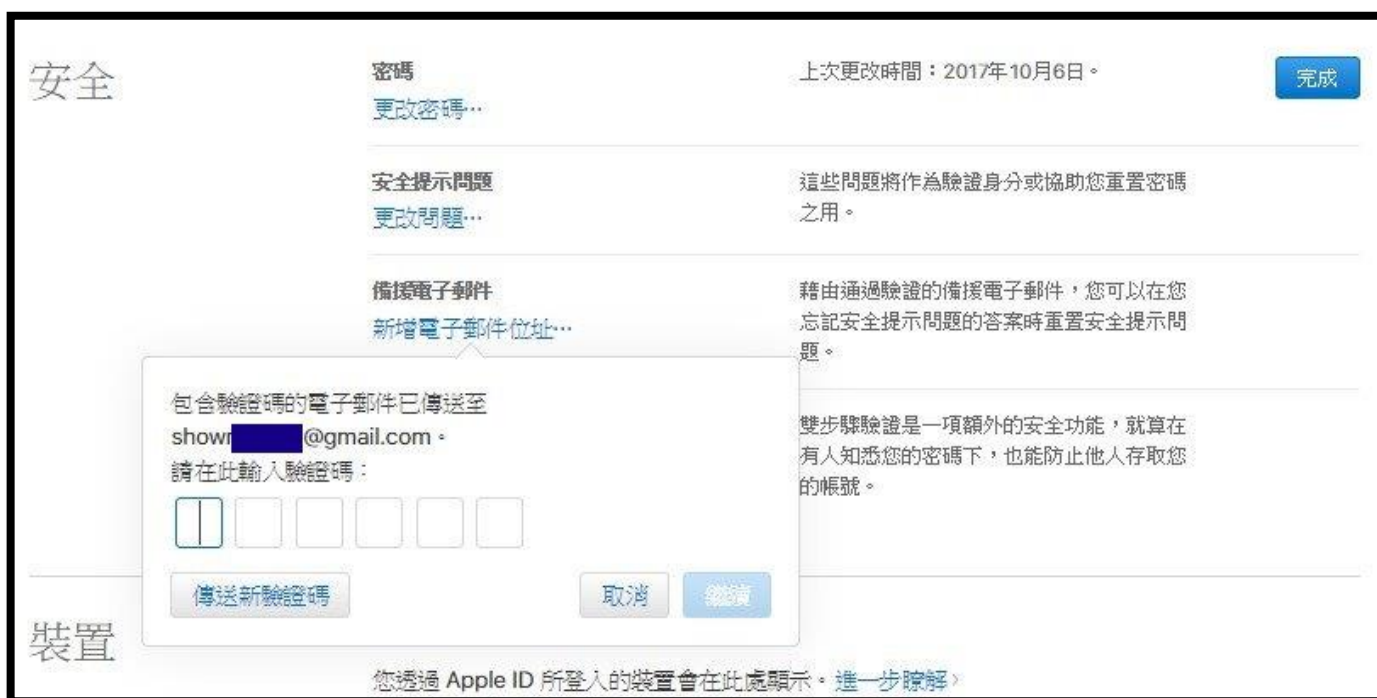 安全
密碼
更改密碼…
上次更改時間：2017年10月6日。
完成
安全提示問題
更改問題…
這些問題將作為驗證身分或協助您重置密碼
之用。
備援電子郵件
新增電子郵件位址…
藉由通過驗證的備援電子郵件，您可以在您
忘記安全提示問題的答案時重置安全提示問
題。
包含驗證碼的電子郵件已傳送至
shown @gmail.com。
請在此輸入驗證碼：
傳送新驗證碼
取消
繼續
雙步驟驗證是一項額外的安全功能，就算在
有人知悉您的密碼下，也能防止他人存取您
的帳號。
裝置
您透過 Apple ID 所登入的裝置會在此處顯示。進一步瞭解›